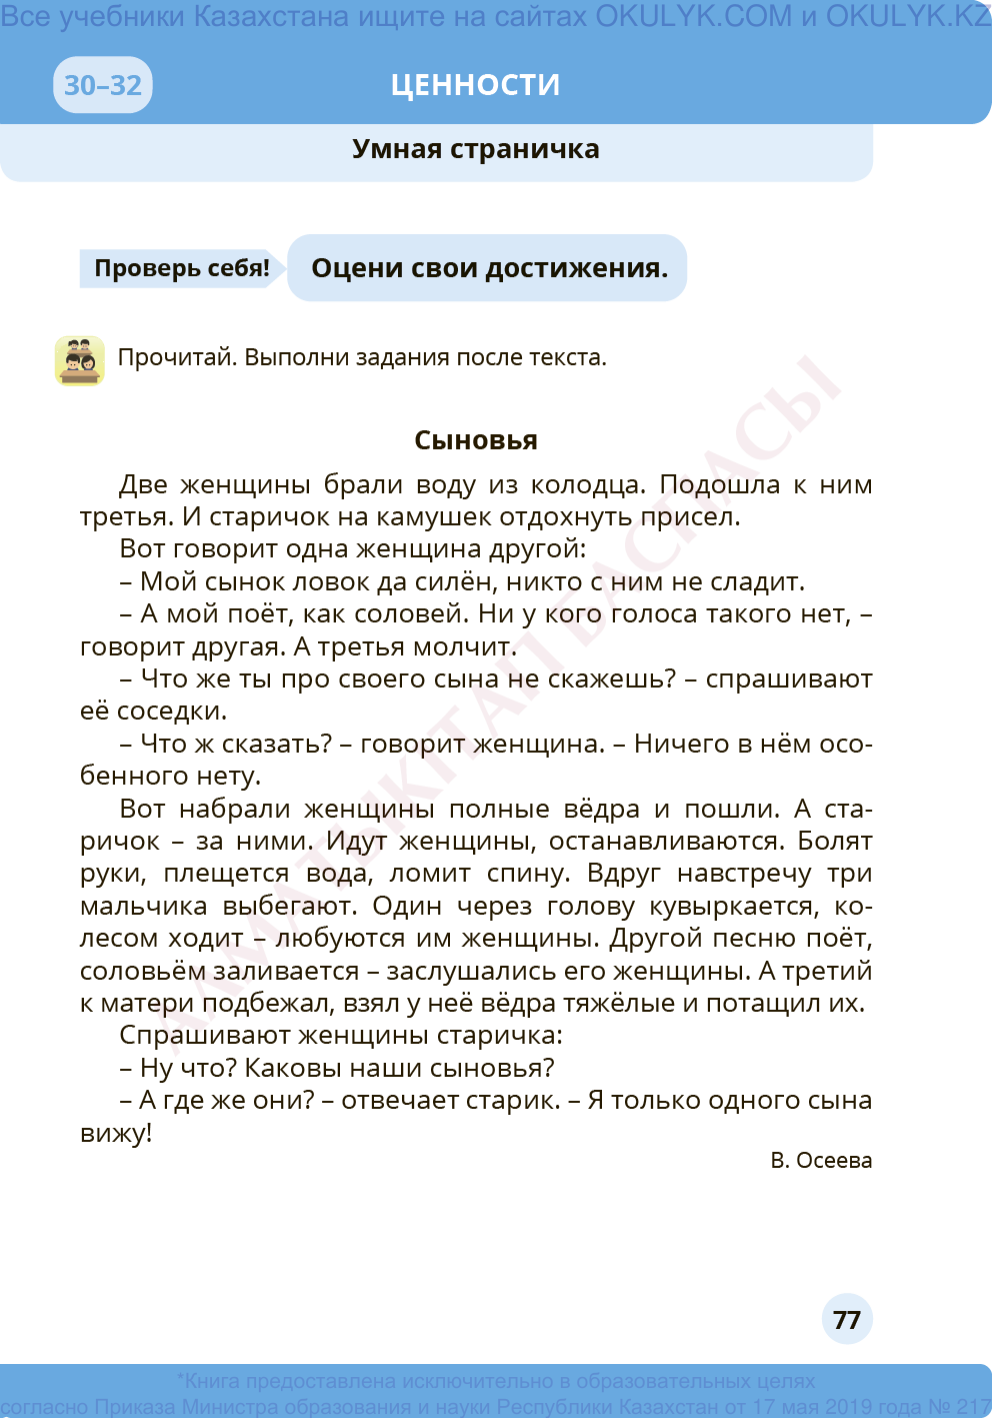 Все учебники Казахстана ищите на сайтах OKULYK.COM и OKULYK.KZ
30–32
ЦЕННОСТИ
Умная страничка
Проверь себя!
Оцени свои достижения.
Прочитай. Выполни задания после текста.
Сыновья
Две женщины брали воду из колодца. Подошла к ним
третья. И старичок на камушек отдохнуть присел.
Вот говорит одна женщина другой:
– Мой сынок ловок да силён, никто с ним не сладит.
– А мой поёт, как соловей. Ни у кого голоса такого нет, –
говорит другая. А третья молчит.
– Что же ты про своего сына не скажешь? – спрашивают
её соседки.
– Что ж сказать? – говорит женщина. – Ничего в нём осо-
бенного нету.
Вот набрали женщины полные вёдра и пошли. А ста-
ричок – за ними. Идут женщины, останавливаются. Болят
руки, плещется вода, ломит спину. Вдруг навстречу три
мальчика выбегают. Один через голову кувыркается, ко-
лесом ходит – любуются им женщины. Другой песню поёт,
соловьём заливается – заслушались его женщины. А третий
к матери подбежал, взял у неё вёдра тяжёлые и потащил их.
Спрашивают женщины старичка:
– Ну что? Каковы наши сыновья?
– А где же они? – отвечает старик. – Я только одного сына
вижу!
В. Осеева
АЛМАТЫКІТАП БАСПАСЫ
77
*Книга предоставлена исключительно в образовательных целях
согласно Приказа Министра образования и науки Республики Казахстан от 17 мая 2019 года № 217